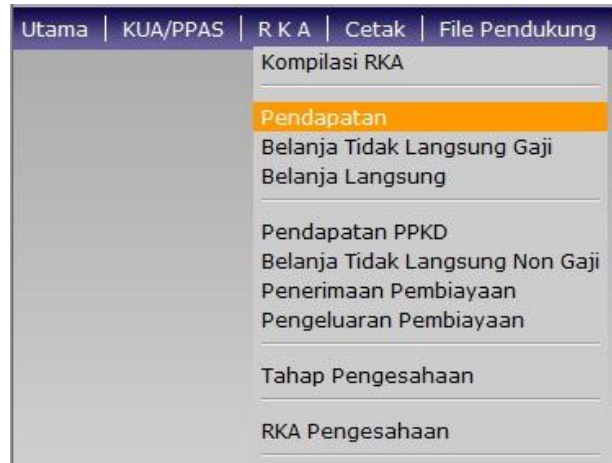 Utama | KUA/PPAS | R K A | Cetak | File Pendukung
Kompilasi RKA
Pendapatan
Belanja Tidak Langsung Gaji
Belanja Langsung
Pendapatan PPKD
Belanja Tidak Langsung Non Gaji
Penerimaan Pembiayaan
Pengeluaran Pembiayaan
Tahap Pengesahaan
RKA Pengesahaan